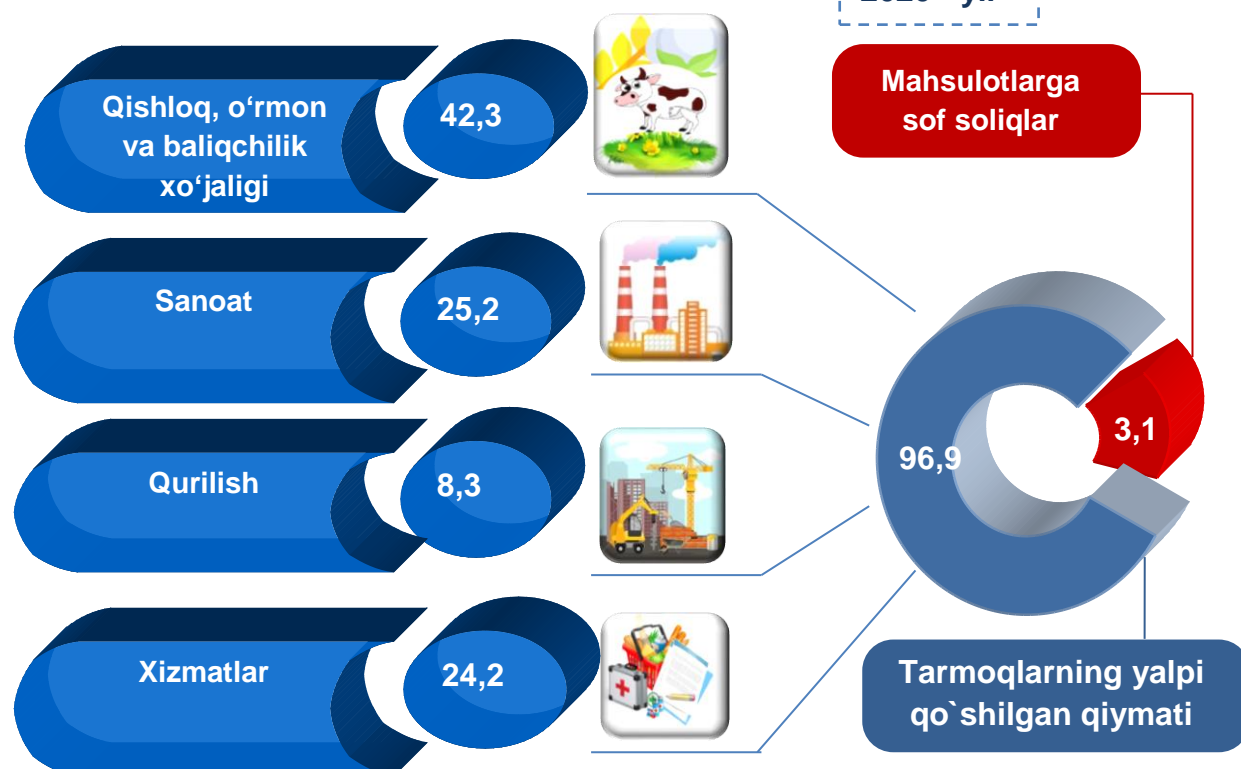 Mahsulotlarga
sof soliqlar
Qishloq, o‘rmon
va baliqchilik
xo‘jaligi
42,3
Sanoat
25,2
Qurilish
8,3
Xizmatlar
24,2
96,9
3,1
Tarmoqlarning yalpi
qo`shilgan qiymati